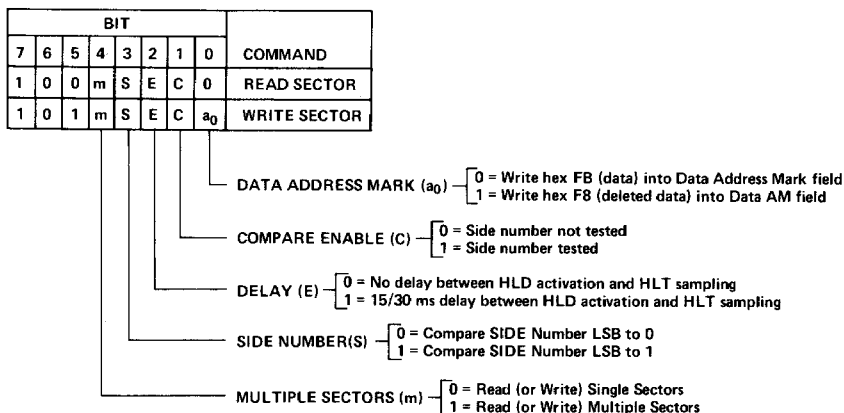 BIT
7 6 5 4 3 2 1 0 COMMAND
1 0 0 m S E C 0 READ SECTOR
1 0 1 m S E C a0 WRITE SECTOR
DATA ADDRESS MARK (a0)
0 = Write hex FB (data) into Data Address Mark field
1 = Write hex F8 (deleted data) into Data AM field
COMPARE ENABLE (C)
0 = Side number not tested
1 = Side number tested
DELAY (E)
0 = No delay between HLD activation and HLT sampling
1 = 15/30 ms delay between HLD activation and HLT sampling
SIDE NUMBER(S)
0 = Compare SIDE Number LSB to 0
1 = Compare SIDE Number LSB to 1
MULTIPLE SECTORS (m)
0 = Read (or Write) Single Sectors
1 = Read (or Write) Multiple Sectors